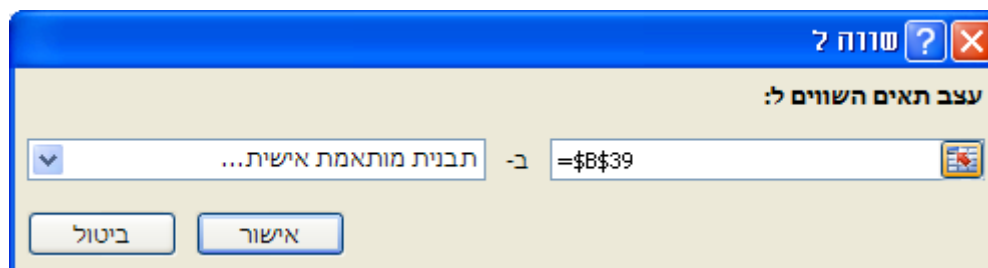 שווה ל
עצב תאים השווים ל:
=$B$39 ב- תבנית מותאמת אישית...
אישור ביטול